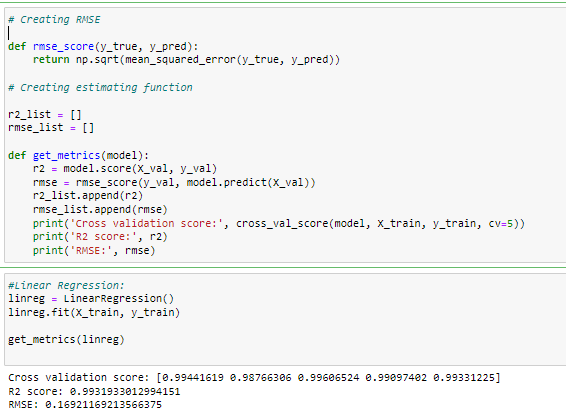 # Creating RMSE
def rmse_score(y_true, y_pred):
    return np.sqrt(mean_squared_error(y_true, y_pred))
# Creating estimating function
r2_list = []
rmse_list = []
def get_metrics(model):
    r2 = model.score(X_val, y_val)
    rmse = rmse_score(y_val, model.predict(X_val))
    r2_list.append(r2)
    rmse_list.append(rmse)
    print('Cross validation score:', cross_val_score(model, X_train, y_train, cv=5))
    print('R2 score:', r2)
    print('RMSE:', rmse)
#Linear Regression:
linreg = LinearRegression()
linreg.fit(X_train, y_train)
get_metrics(linreg)
Cross validation score: [0.99441619 0.98766306 0.99606524 0.99097402 0.99331225]
R2 score: 0.9931933012994151
RMSE: 0.16921169213566375